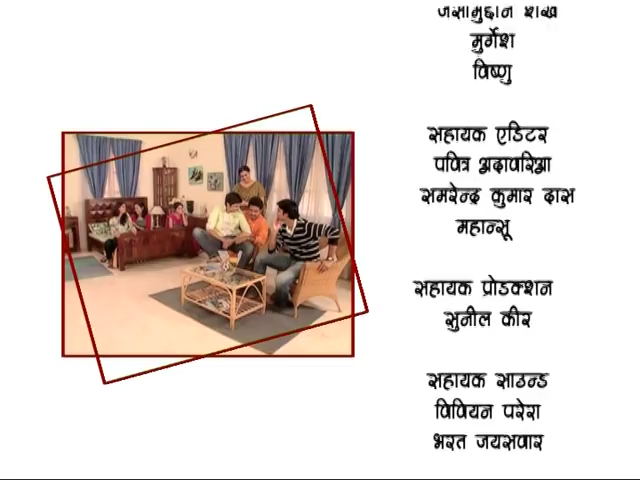 मुर्गेश
विष्णु
सहायक एडिटर
पवित्र अदावरिआ
समरेन्द्र कुमार दास
महान्सू
सहायक प्रोडक्शन
सुनील कीर
सहायक साउन्ड
विवियन परेरा
भरत जयसवार